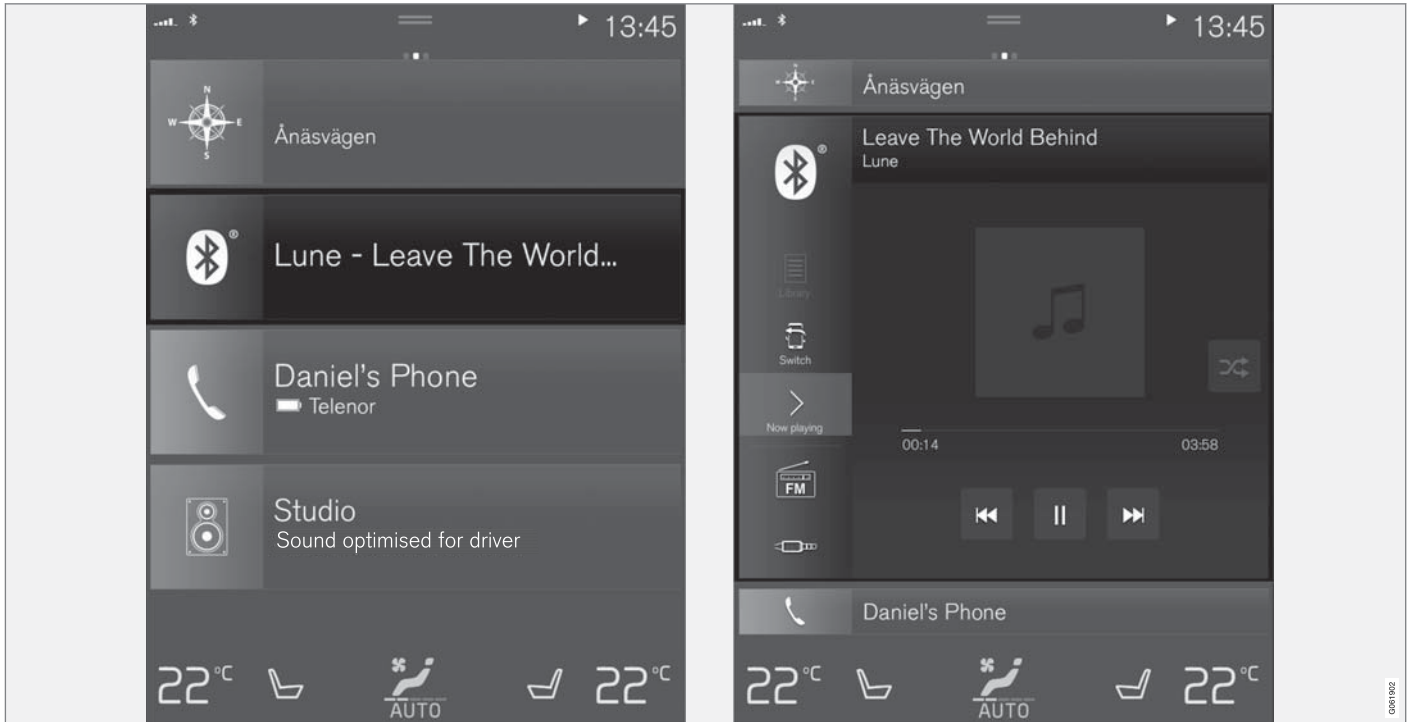 13:45
N
W
E
S
Ånäsvägen
®
Lune - Leave The World...
Daniel's Phone
Telenor
Studio
Sound optimised for driver
22°C
AUTO
22°C
13:45
Ånäsvägen
®
Leave The World Behind
Lune
Library
Switch
Now playing
00:14
03:58
FM
Daniel's Phone
22°C
AUTO
22°C
G061902